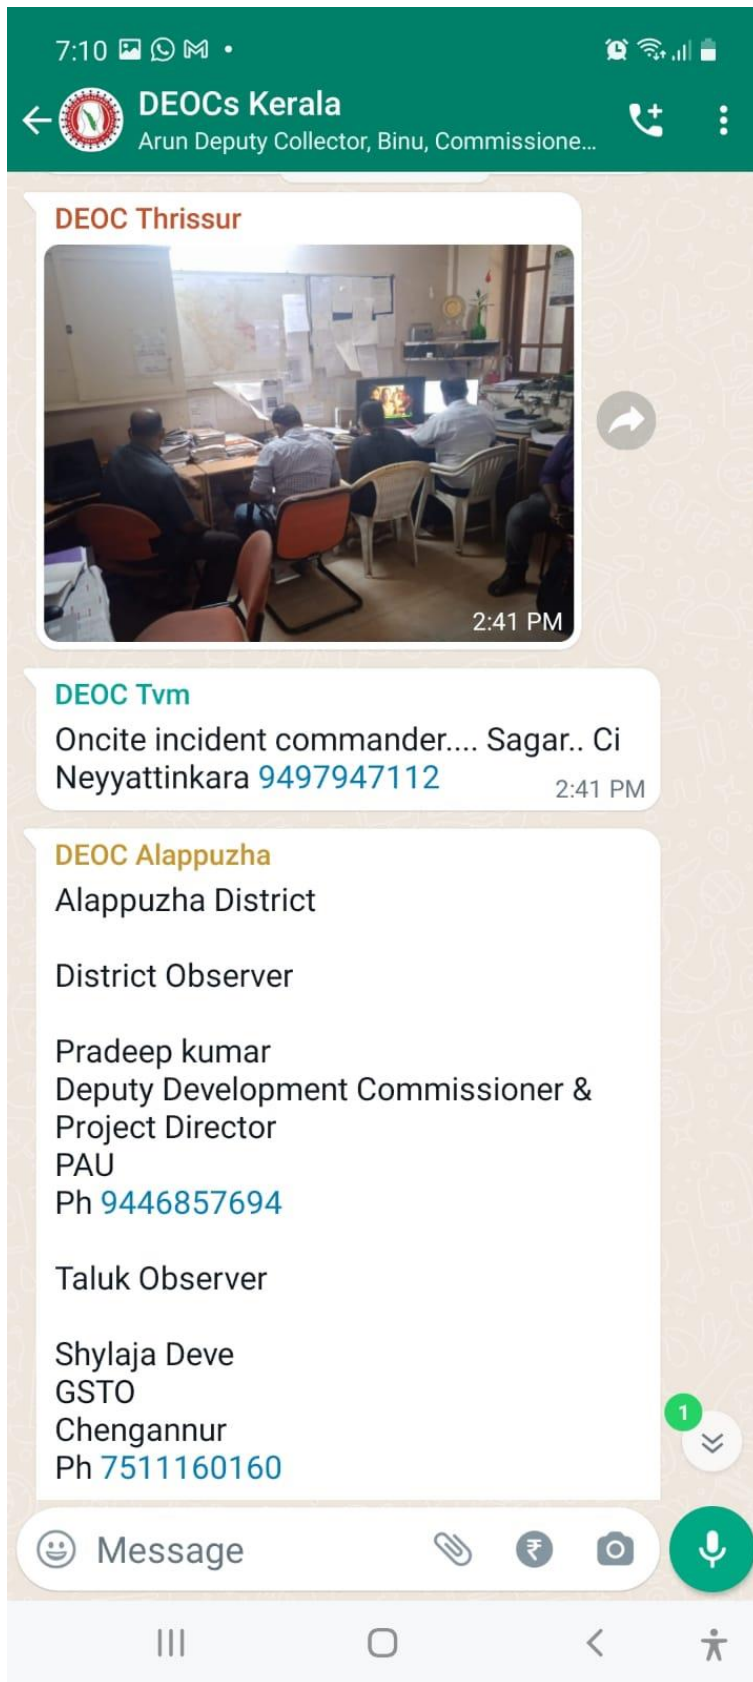 7:10
DEOCs Kerala
Arun Deputy Collector, Binu, Commissione...
DEOC Thrissur
2:41 PM
DEOC Tvm
Oncite incident commander.... Sagar.. Ci
Neyyattinkara 9497947112
2:41 PM
DEOC Alappuzha
Alappuzha District
District Observer
Pradeep kumar
Deputy Development Commissioner &
Project Director
PAU
Ph 9446857694
Taluk Observer
Shylaja Deve
GSTO
Chengannur
Ph 7511160160
1
Message